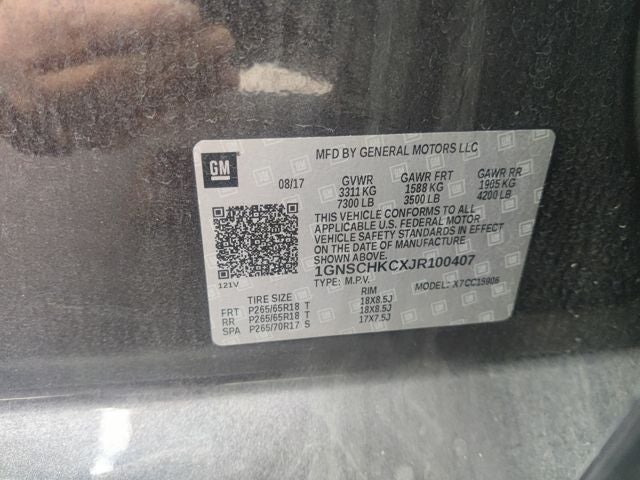 GM
MFD BY GENERAL MOTORS LLC
08/17 GVWR GAWR FRT GAWR RR
3311 KG 1588 KG 1905 KG
7300 LB 3500 LB 4200 LB
THIS VEHICLE CONFORMS TO ALL
APPLICABLE U.S. FEDERAL MOTOR
VEHICLE SAFETY STANDARDS IN EFFECT
ON THE DATE OF MANUFACTURE
1GNSCHKCXJR100407
121V TYPE: M.P.V. MODEL: X7CC15906
TIRE SIZE RIM
FRT P265/65R18 T 18X8.5J
RR P265/65R18 T 18X8.5J
SPA P265/70R17 S 17X7.5J